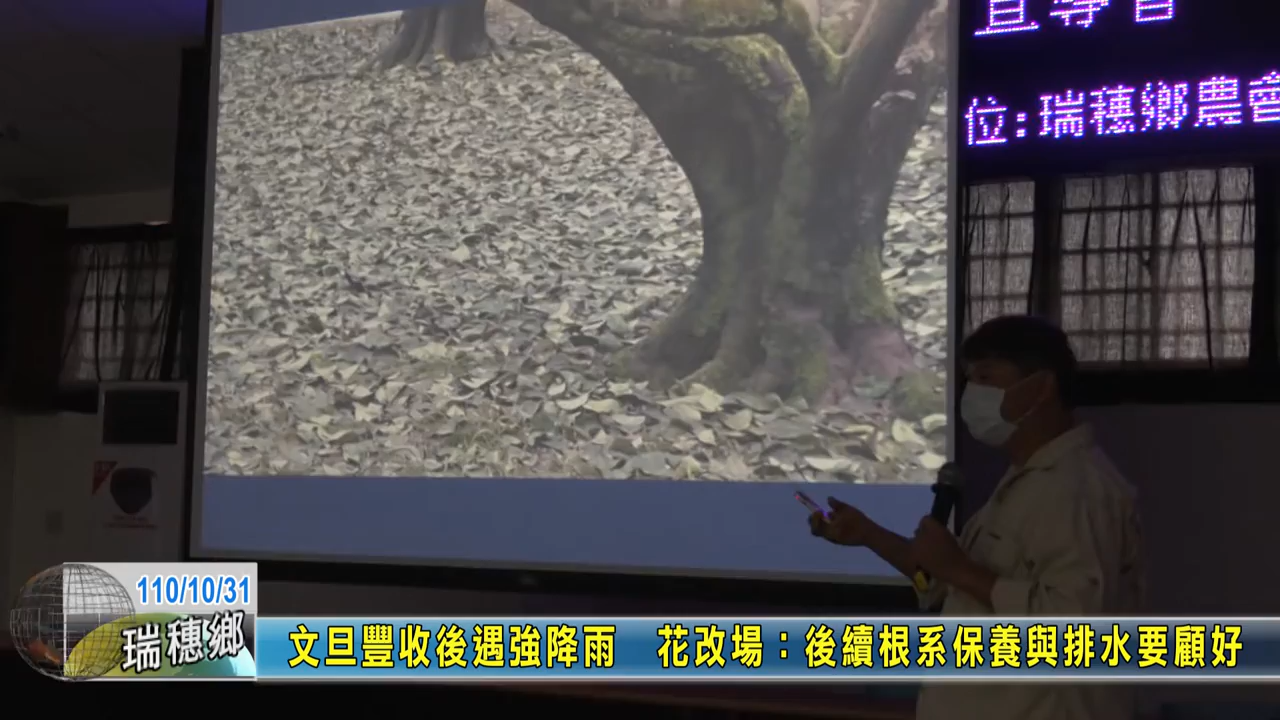 宣導會
位:瑞穗鄉農會
110/10/31
瑞穗鄉
文旦豐收後遇強降雨 花改場：後續根系保養與排水要顧好